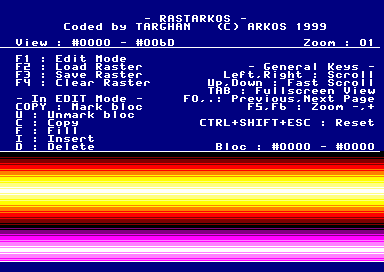 - RASTARKOS -
Coded by TARGHAN (C) ARKOS 1999
View : #0000 - #006D Zoom : 01
F1 : Edit Mode
F2 : Load Raster - General Keys -
F3 : Save Raster Left,Right : Scroll
F4 : Clear Raster Up,Down : Fast Scroll
TAB : Fullscreen View
- In EDIT Mode - F0,.: Previous,Next Page
COPY : Mark bloc F5,F6 : Zoom -,+
U : Unmark bloc
C : Copy CTRL+SHIFT+ESC : Reset
F : Fill
I : Insert
D : Delete Bloc : #0000 - #0000